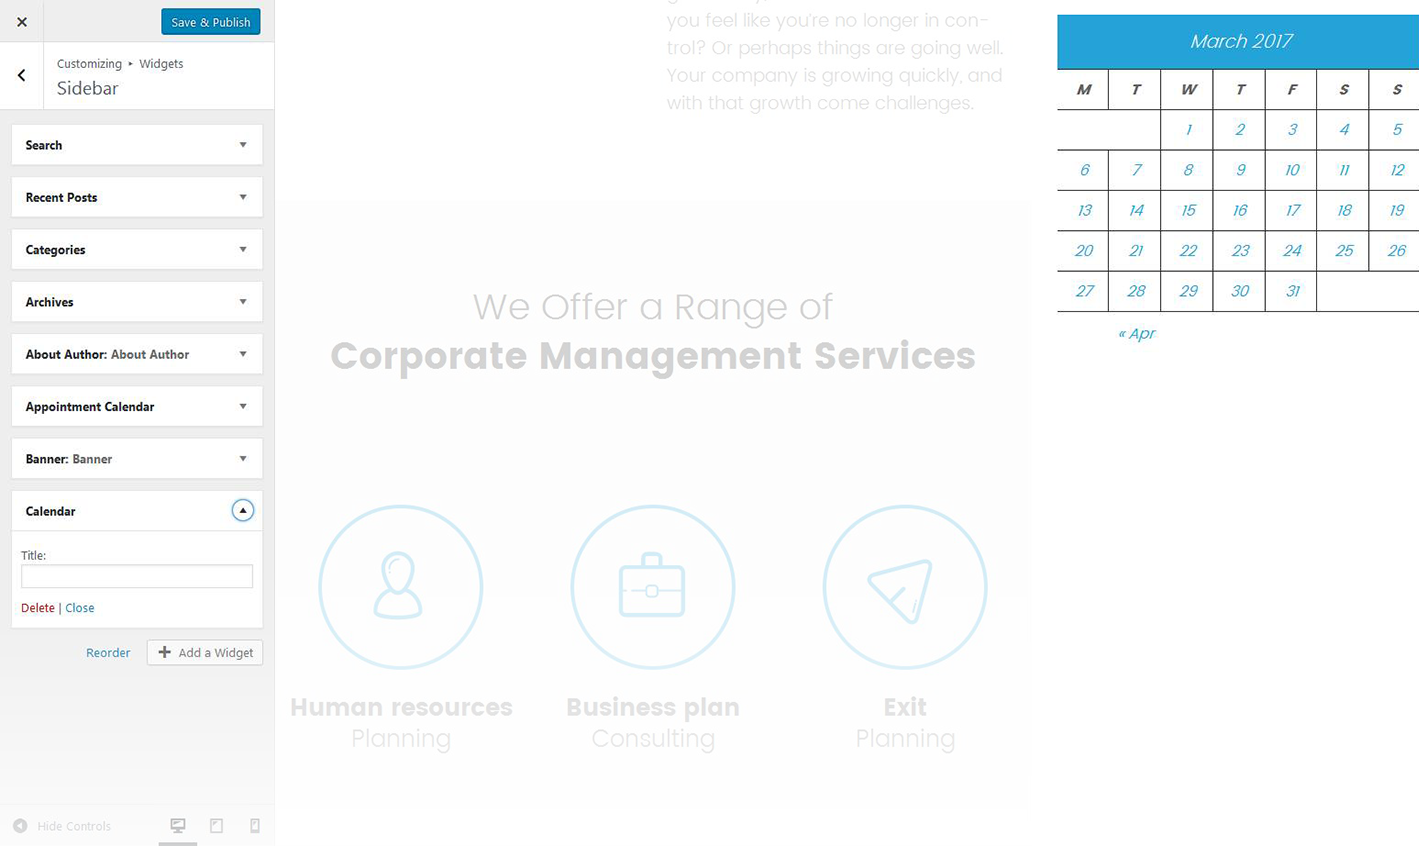 Save & Publish
Customizing ▸ Widgets
Sidebar
Search
Recent Posts
Categories
Archives
About Author: About Author
Appointment Calendar
Banner: Banner
Calendar
Title:
Delete | Close
Reorder
Add a Widget
Hide Controls
you feel like you're no longer in con-
trol? Or perhaps things are going well.
Your company is growing quickly, and
with that growth come challenges.
We Offer a Range of
Corporate Management Services
Human resources
Planning
Business plan
Consulting
Exit
Planning
March 2017
M T W T F S S
1 2 3 4 5
6 7 8 9 10 11 12
13 14 15 16 17 18 19
20 21 22 23 24 25 26
27 28 29 30 31
« Apr